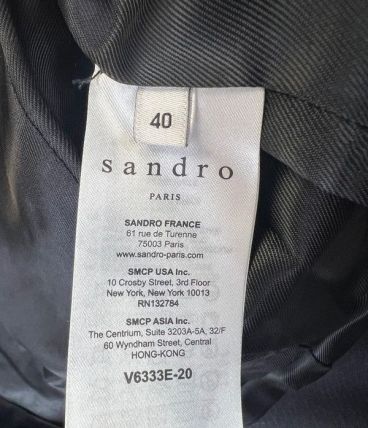 40
sandro
PARIS
SANDRO FRANCE
61 rue de Turenne
75003 Paris
www.sandro-paris.com
SMCP USA Inc.
10 Crosby Street, 3rd Floor
New York, New York 10013
RN132784
SMCP ASIA Inc.
The Centrium, Suite 3203A-5A, 32/F
60 Wyndham Street, Central
HONG-KONG
V6333E-20